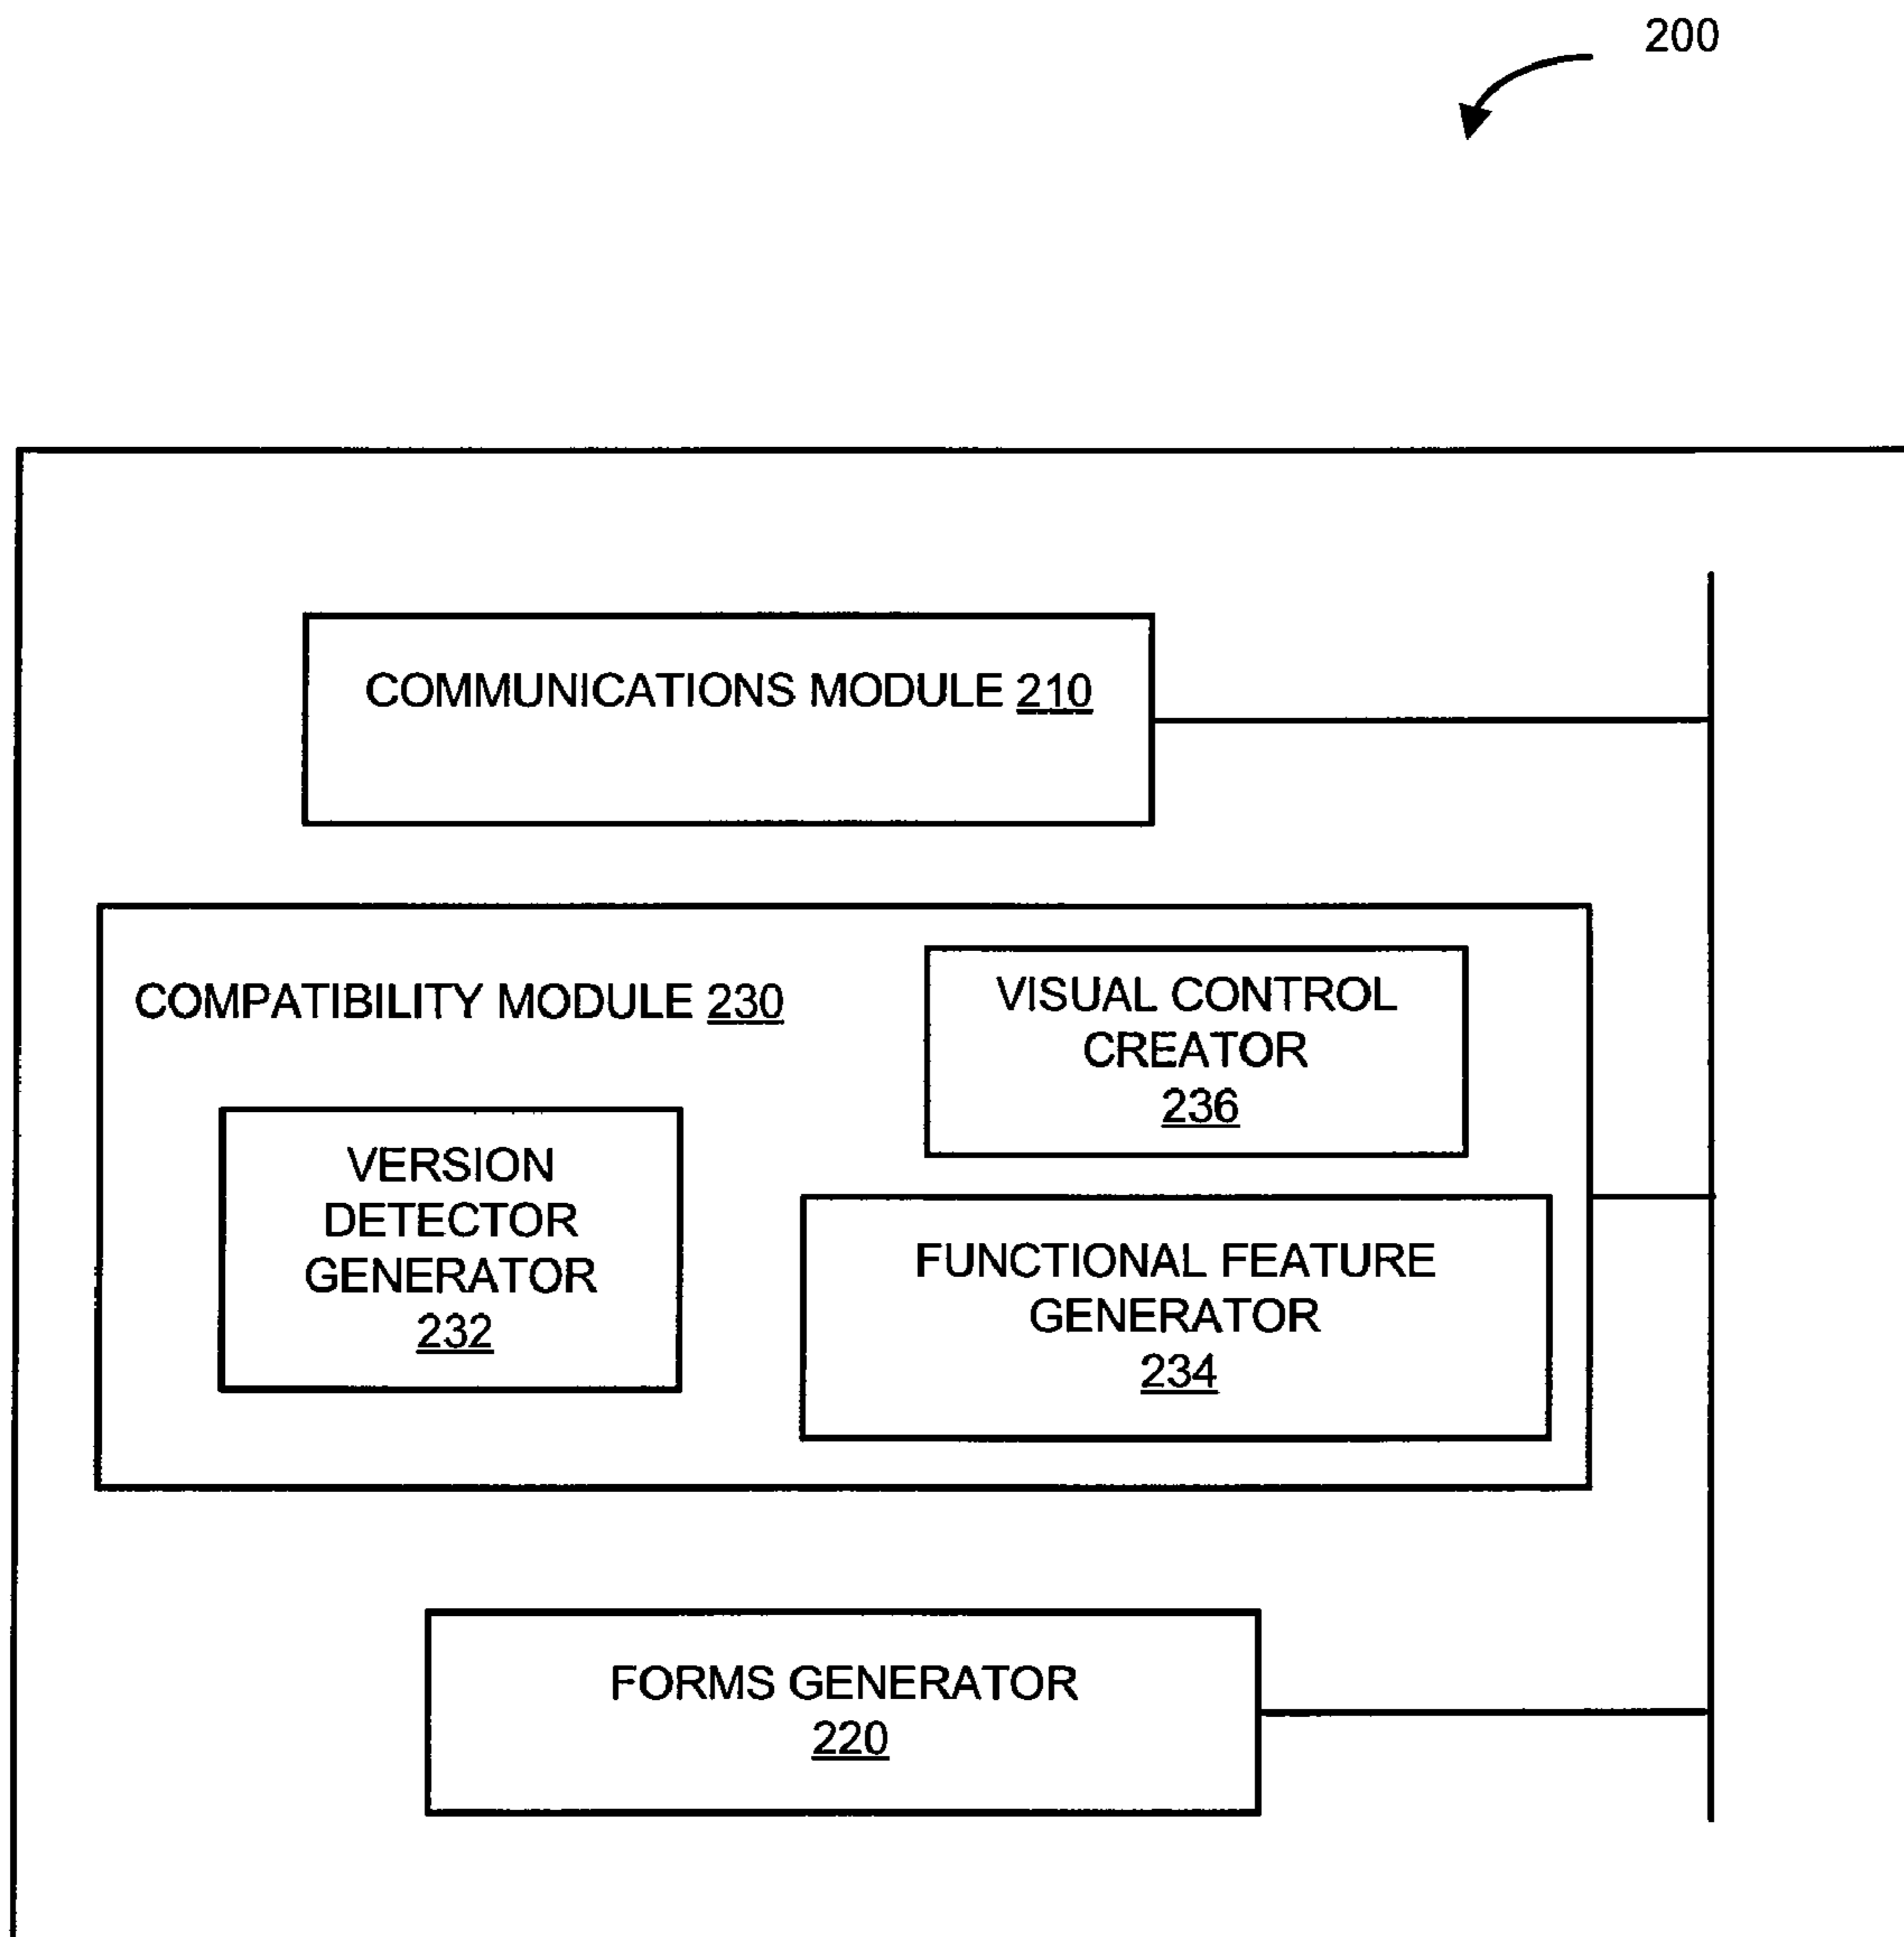 200
COMMUNICATIONS MODULE 210
COMPATIBILITY MODULE 230
VISUAL CONTROL
CREATOR
236
VERSION
DETECTOR
GENERATOR
232
FUNCTIONAL FEATURE
GENERATOR
234
FORMS GENERATOR
220